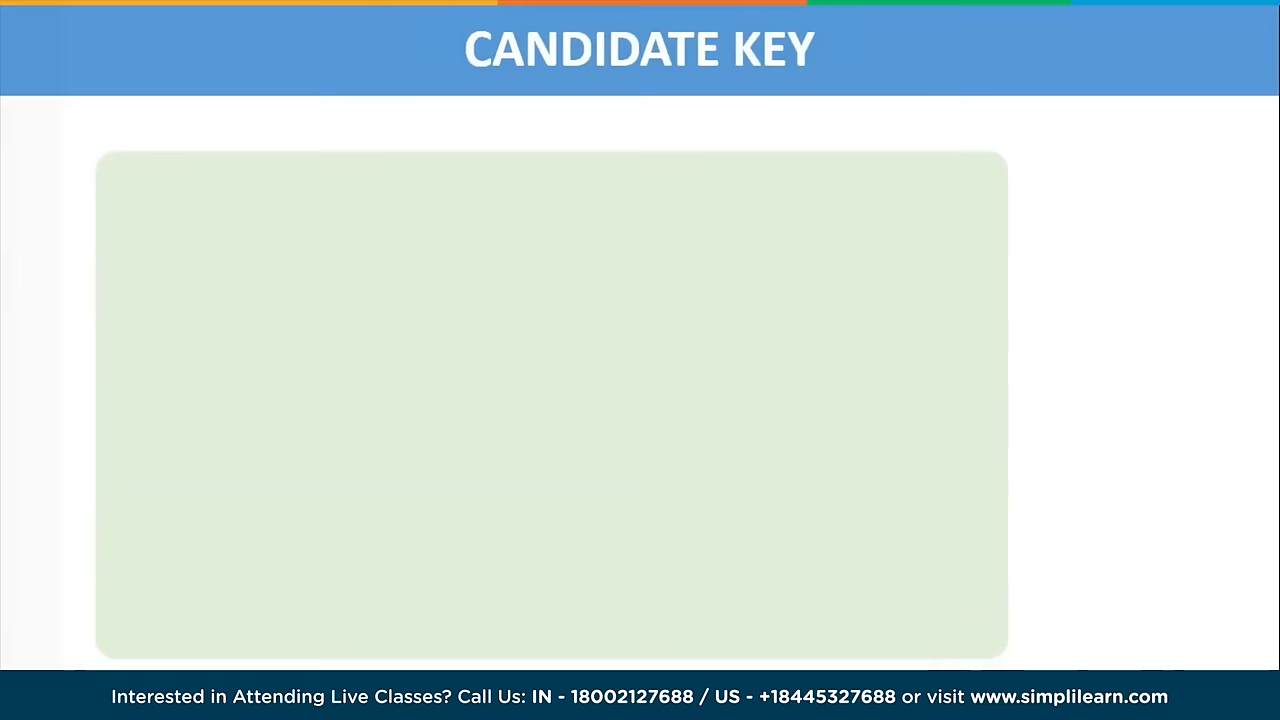 CANDIDATE KEY
Interested in Attending Live Classes? Call Us: IN - 18002127688 / US - +18445327688 or visit www.simplilearn.com